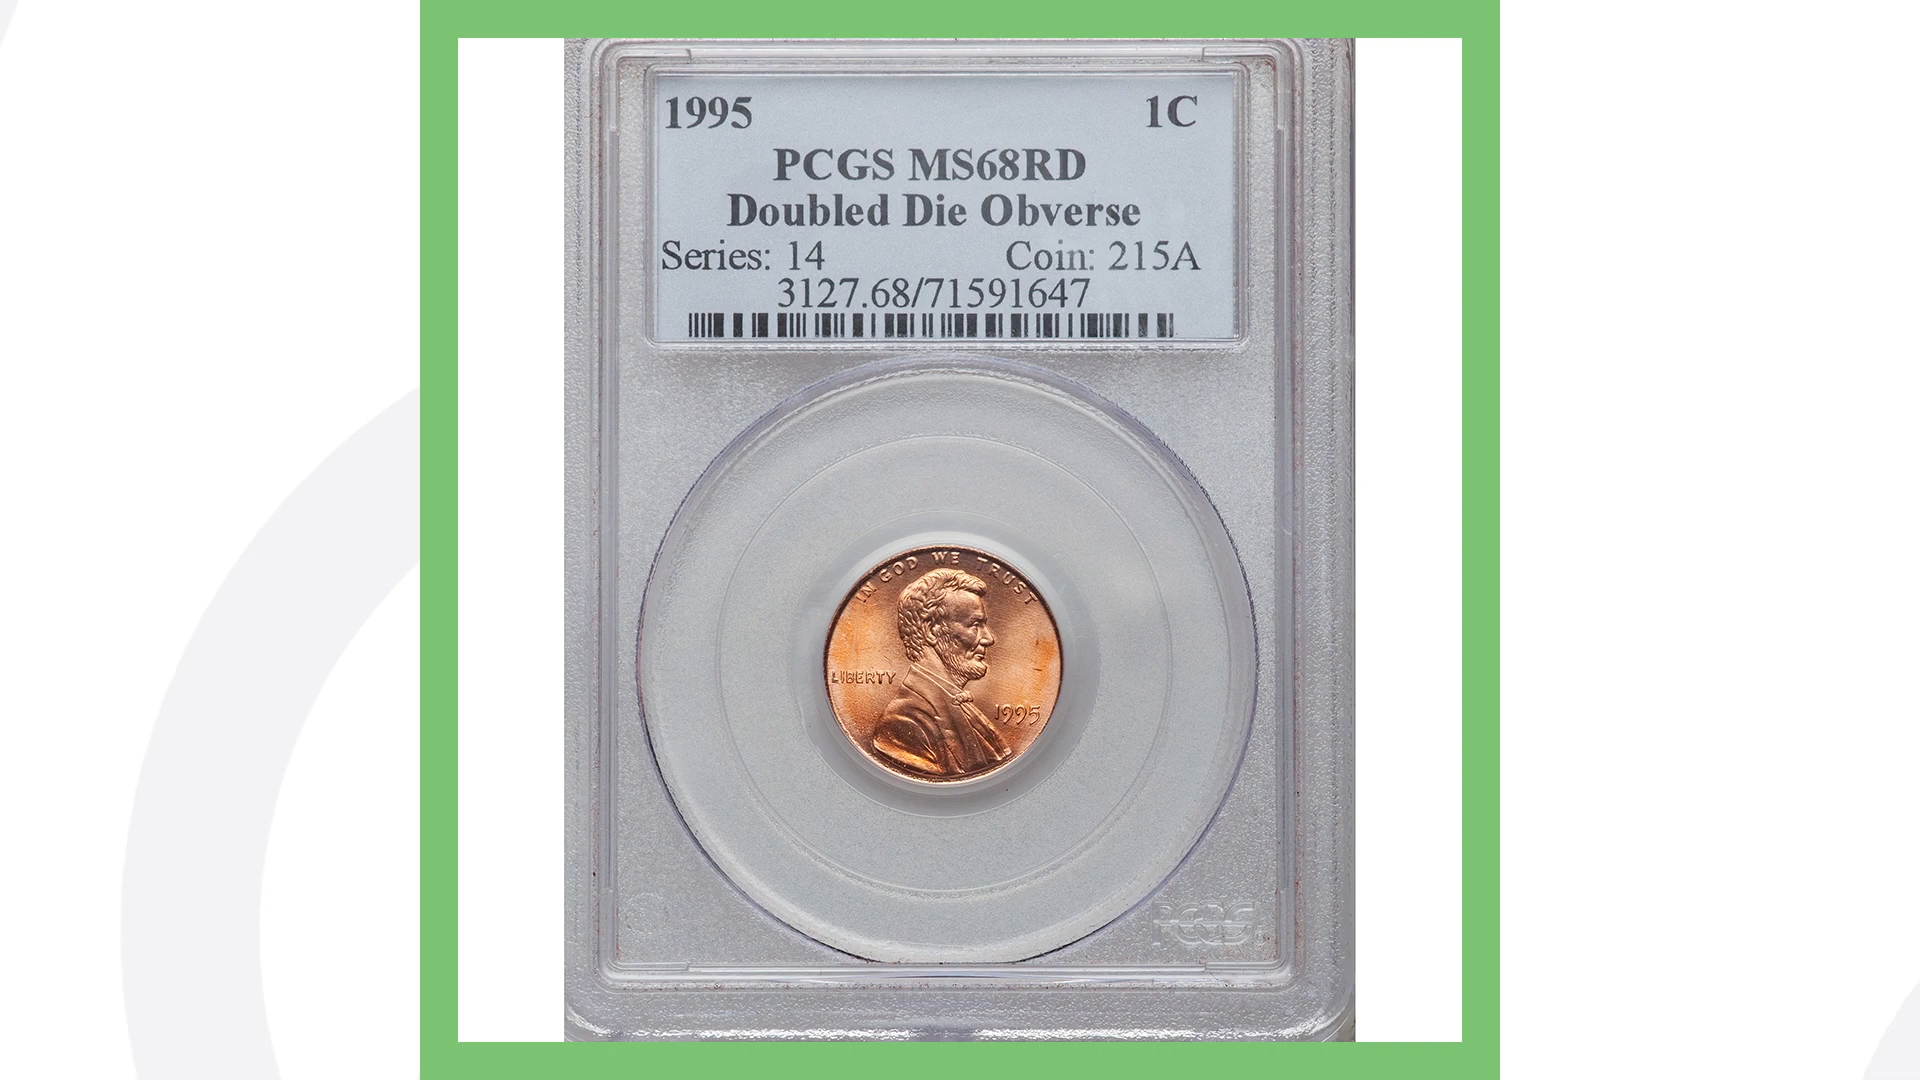 1995 1C
PCGS MS68RD
Doubled Die Obverse
Series: 14 Coin: 215A
3127.68/71591647
IN GOD WE TRUST
LIBERTY
1995
PCGS